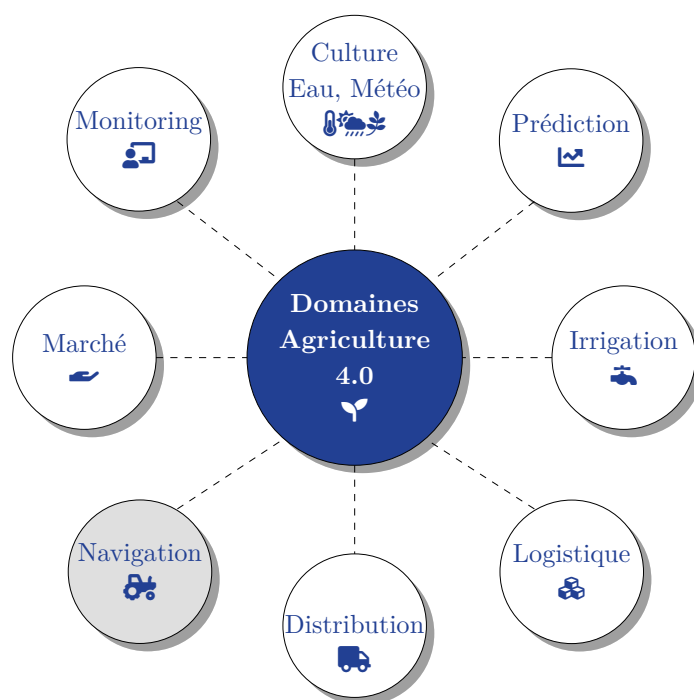 Culture
Eau, Météo
Monitoring
Prédiction
Domaines
Agriculture
4.0
Marché
Irrigation
Navigation
Logistique
Distribution